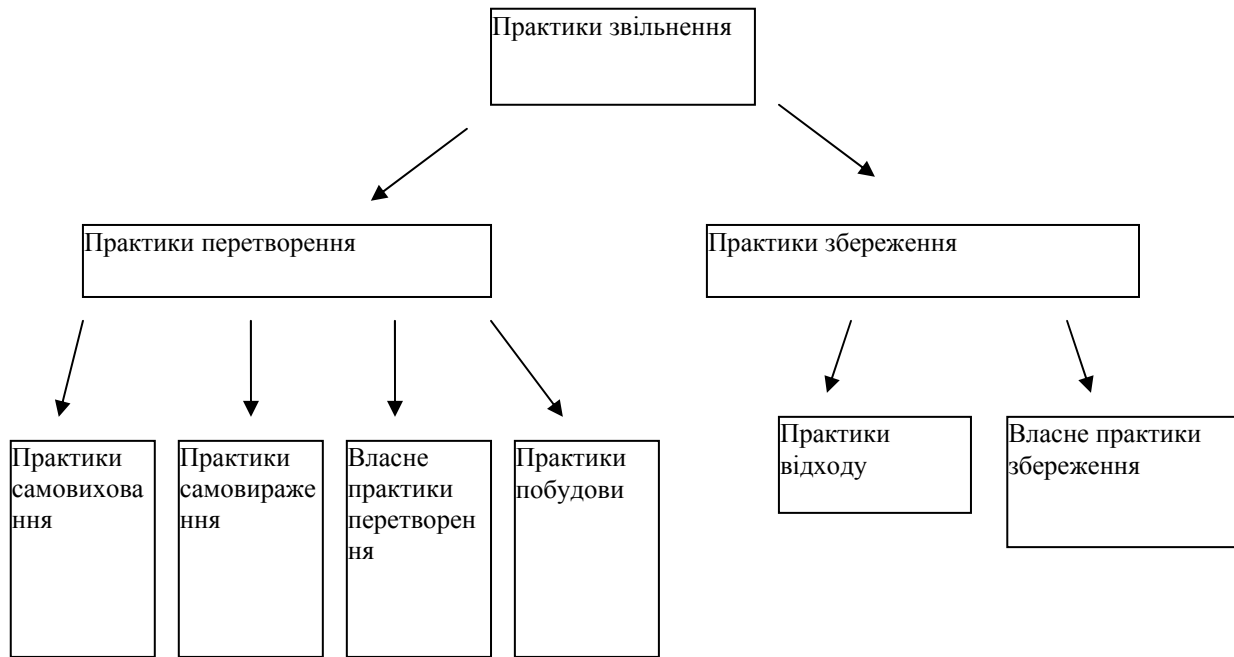 Практики звільнення
Практики перетворення
Практики збереження
Практики
самовихова
ння
Практики
самовираже
ння
Власне
практики
перетворен
ня
Практики
побудови
Практики
відходу
Власне практики
збереження